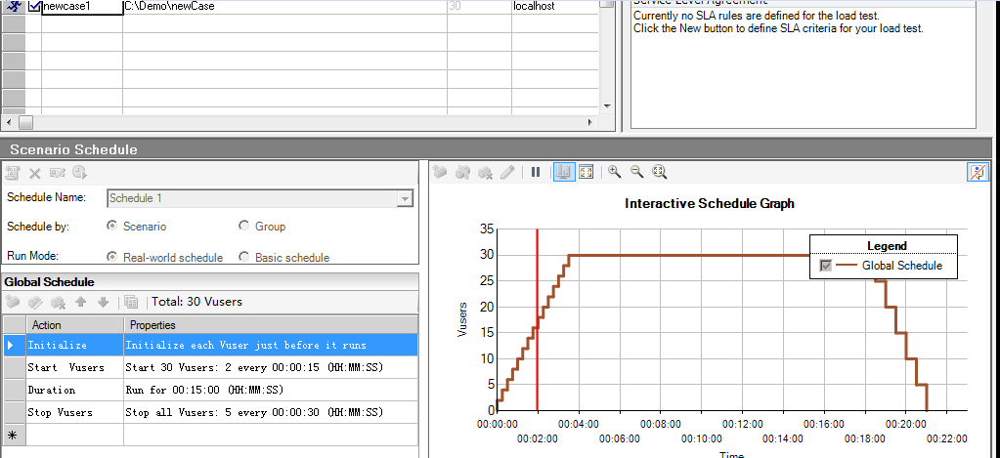 newcase1 C:\Demo\newCase 30 localhost
Service Level Agreement
Currently no SLA rules are defined for the load test.
Click the New button to define SLA criteria for your load test.
Scenario Schedule
Schedule Name: Schedule 1
Schedule by: Scenario Group
Run Mode: Real-world schedule Basic schedule
Global Schedule
Total: 30 Vusers
Action Properties
Initialize Initialize each Vuser just before it runs
Start Vusers Start 30 Vusers: 2 every 00:00:15 (HH:MM:SS)
Duration Run for 00:15:00 (HH:MM:SS)
Stop Vusers Stop all Vusers: 5 every 00:00:30 (HH:MM:SS)
Interactive Schedule Graph
Legend
Global Schedule
Vusers
35
30
25
20
15
10
5
0
00:00:00 00:04:00 00:08:00 00:12:00 00:16:00 00:20:00
00:02:00 00:06:00 00:10:00 00:14:00 00:18:00 00:22:00
Time